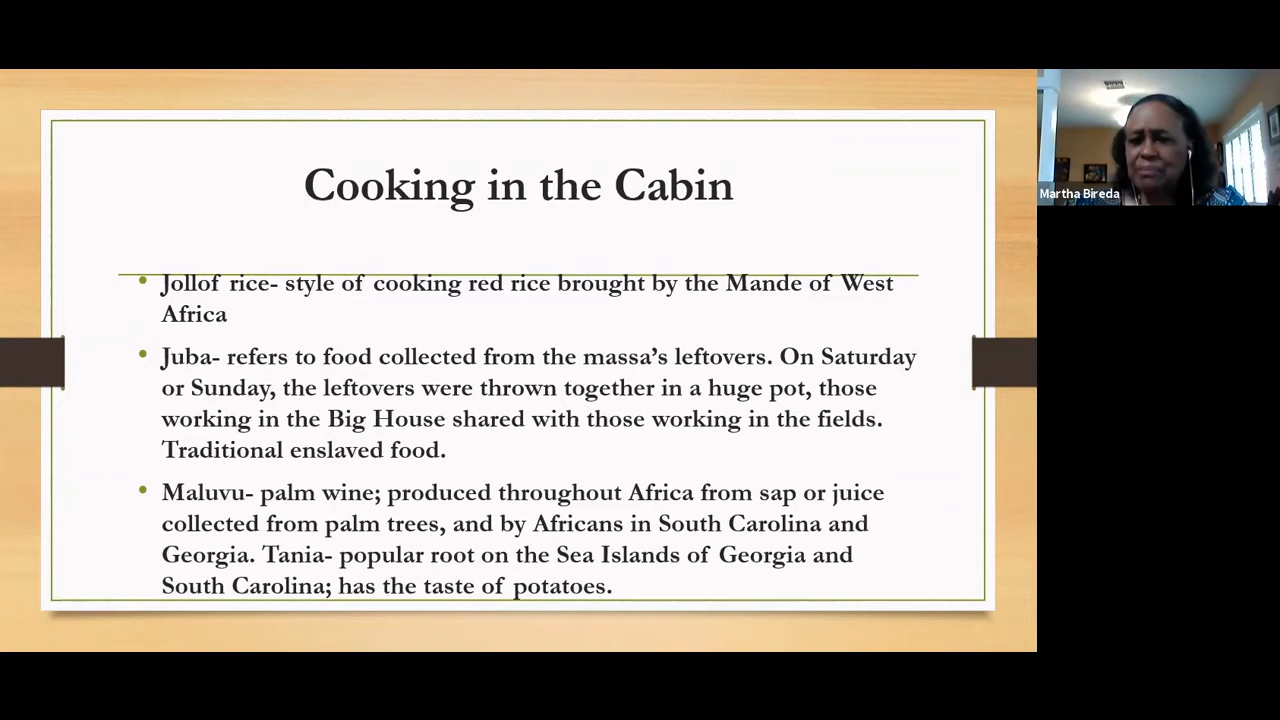 Cooking in the Cabin
• Jollof rice- style of cooking red rice brought by the Mande of West
Africa
• Juba- refers to food collected from the massa’s leftovers. On Saturday
or Sunday, the leftovers were thrown together in a huge pot, those
working in the Big House shared with those working in the fields.
Traditional enslaved food.
• Maluvu- palm wine; produced throughout Africa from sap or juice
collected from palm trees, and by Africans in South Carolina and
Georgia. Tania- popular root on the Sea Islands of Georgia and
South Carolina; has the taste of potatoes.
Martha Bireda